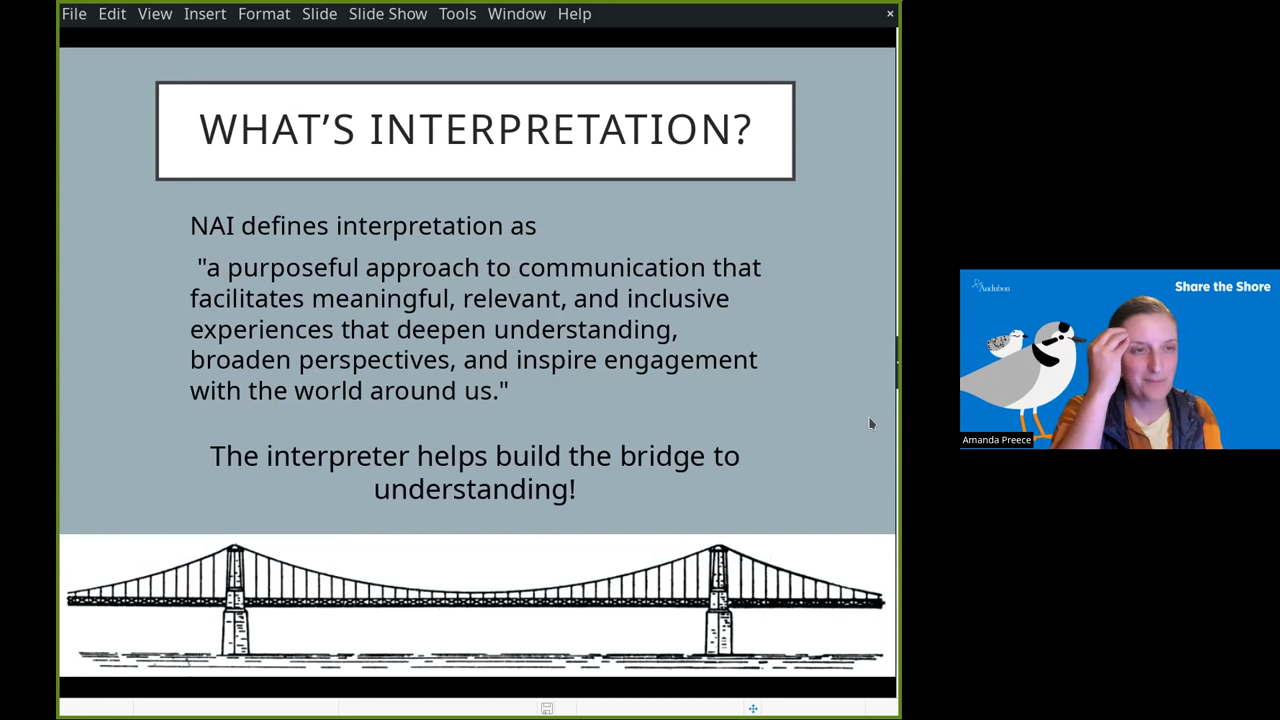 File Edit View Insert Format Slide Slide Show Tools Window Help
WHAT’S INTERPRETATION?
NAI defines interpretation as
"a purposeful approach to communication that
facilitates meaningful, relevant, and inclusive
experiences that deepen understanding,
broaden perspectives, and inspire engagement
with the world around us."
The interpreter helps build the bridge to
understanding!
Audubon
Share the Shore
Amanda Preece